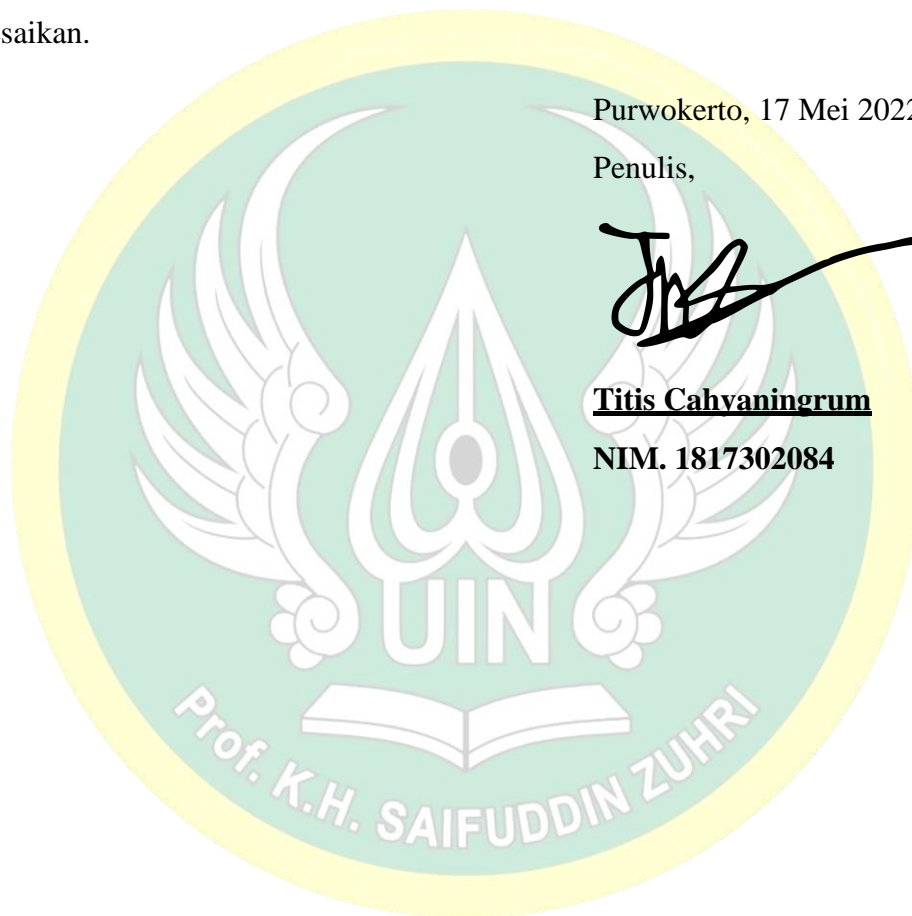 saikan.
Purwokerto, 17 Mei 2022
Penulis,
Titis Cahyaningrum
NIM. 1817302084
UIN
Prof. K.H. SAIFUDDIN ZUHRI